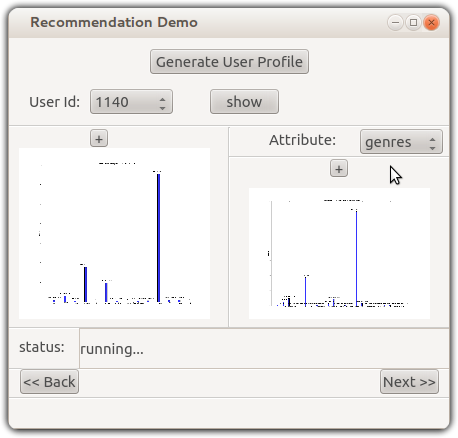 Recommendation Demo
Generate User Profile
User Id: 1140 show
Attribute: genres
+
+
status: running...
<< Back Next >>